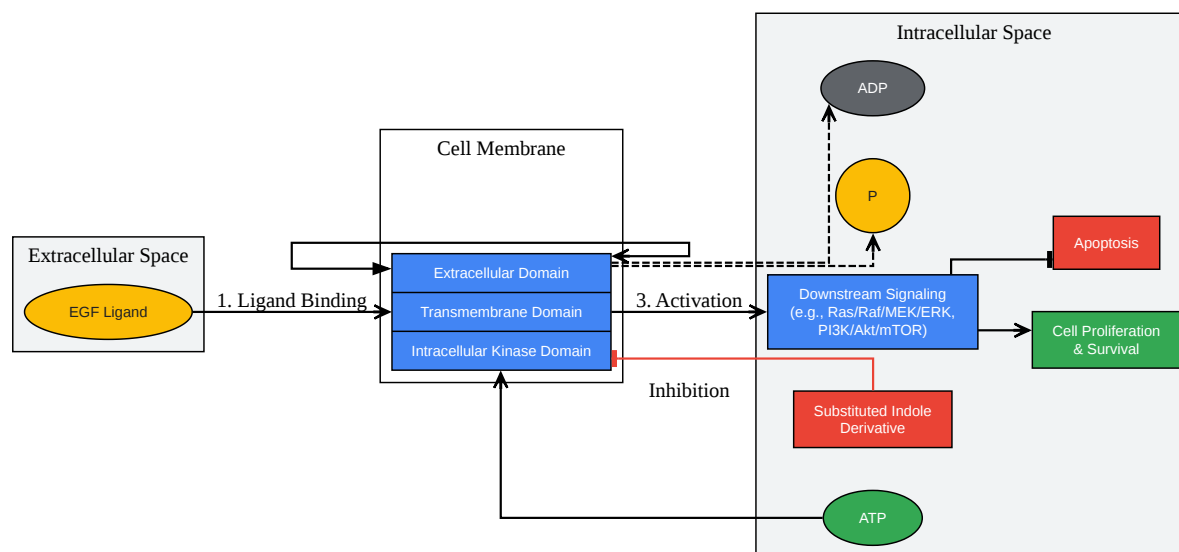 Intracellular Space
ADP
Cell Membrane
P
Extracellular Space
EGF Ligand
1. Ligand Binding
Extracellular Domain
Transmembrane Domain
Intracellular Kinase Domain
3. Activation
Downstream Signaling
(e.g., Ras/Raf/MEK/ERK,
PI3K/Akt/mTOR)
Apoptosis
Cell Proliferation
& Survival
Inhibition
Substituted Indole
Derivative
ATP